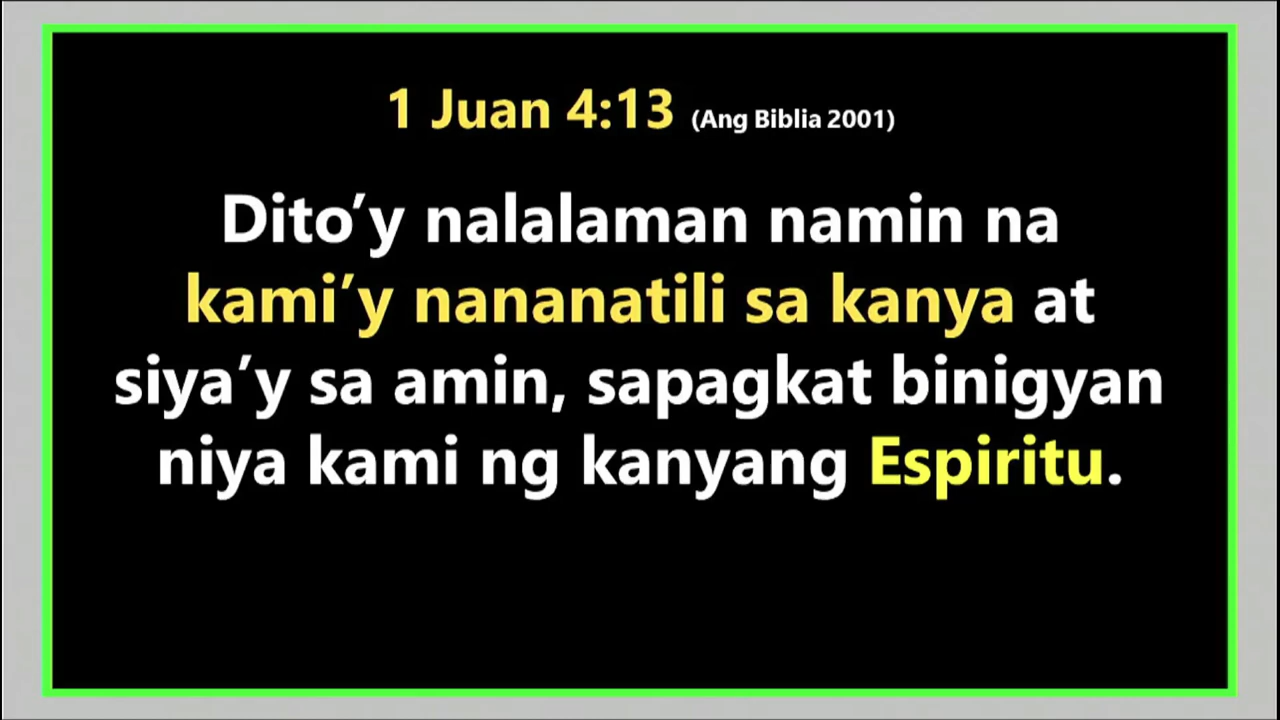 1 Juan 4:13 (Ang Biblia 2001)
Dito’y nalalaman namin na
kami’y nananatili sa kanya at
siya’y sa amin, sapagkat binigyan
niya kami ng kanyang Espiritu.